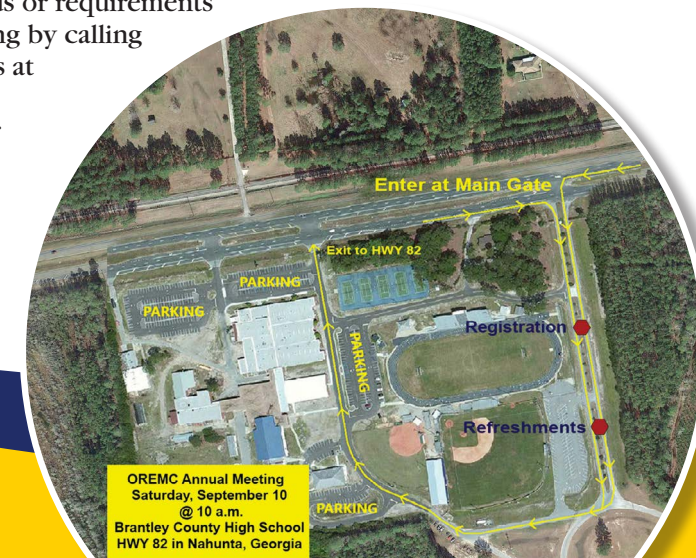 s or requirements
ng by calling
s at
.
Enter at Main Gate
Exit to HWY 82
PARKING
PARKING
PARKING
Registration
Refreshments
PARKING
OREMC Annual Meeting
Saturday, September 10
@ 10 a.m.
Brantley County High School
HWY 82 in Nahunta, Georgia